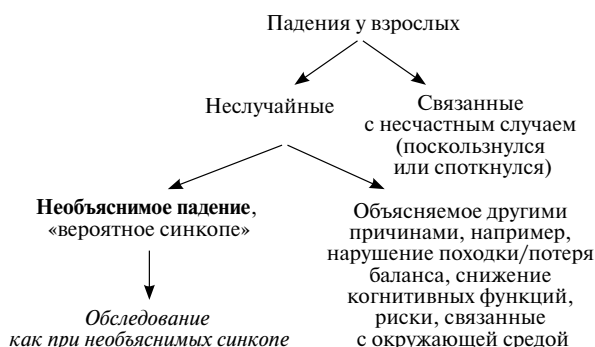 Падения у взрослых
Неслучайные
Связанные
с несчастным случаем
(поскользнулся
или споткнулся)
Необъяснимое падение,
«вероятное синкопе»
Объясняемое другими
причинами, например,
нарушение походки/потеря
баланса, снижение
когнитивных функций,
риски, связанные
с окружающей средой
Обследование
как при необъяснимых синкопе